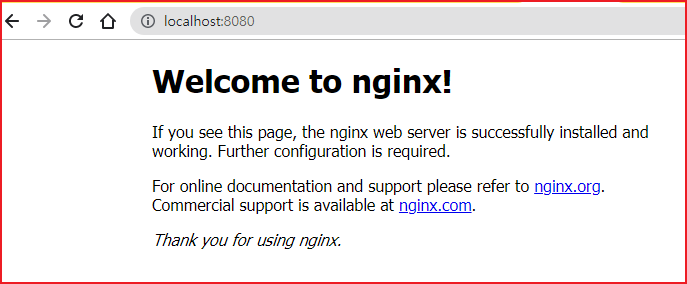 localhost:8080
Welcome to nginx!
If you see this page, the nginx web server is successfully installed and
working. Further configuration is required.
For online documentation and support please refer to nginx.org.
Commercial support is available at nginx.com.
Thank you for using nginx.